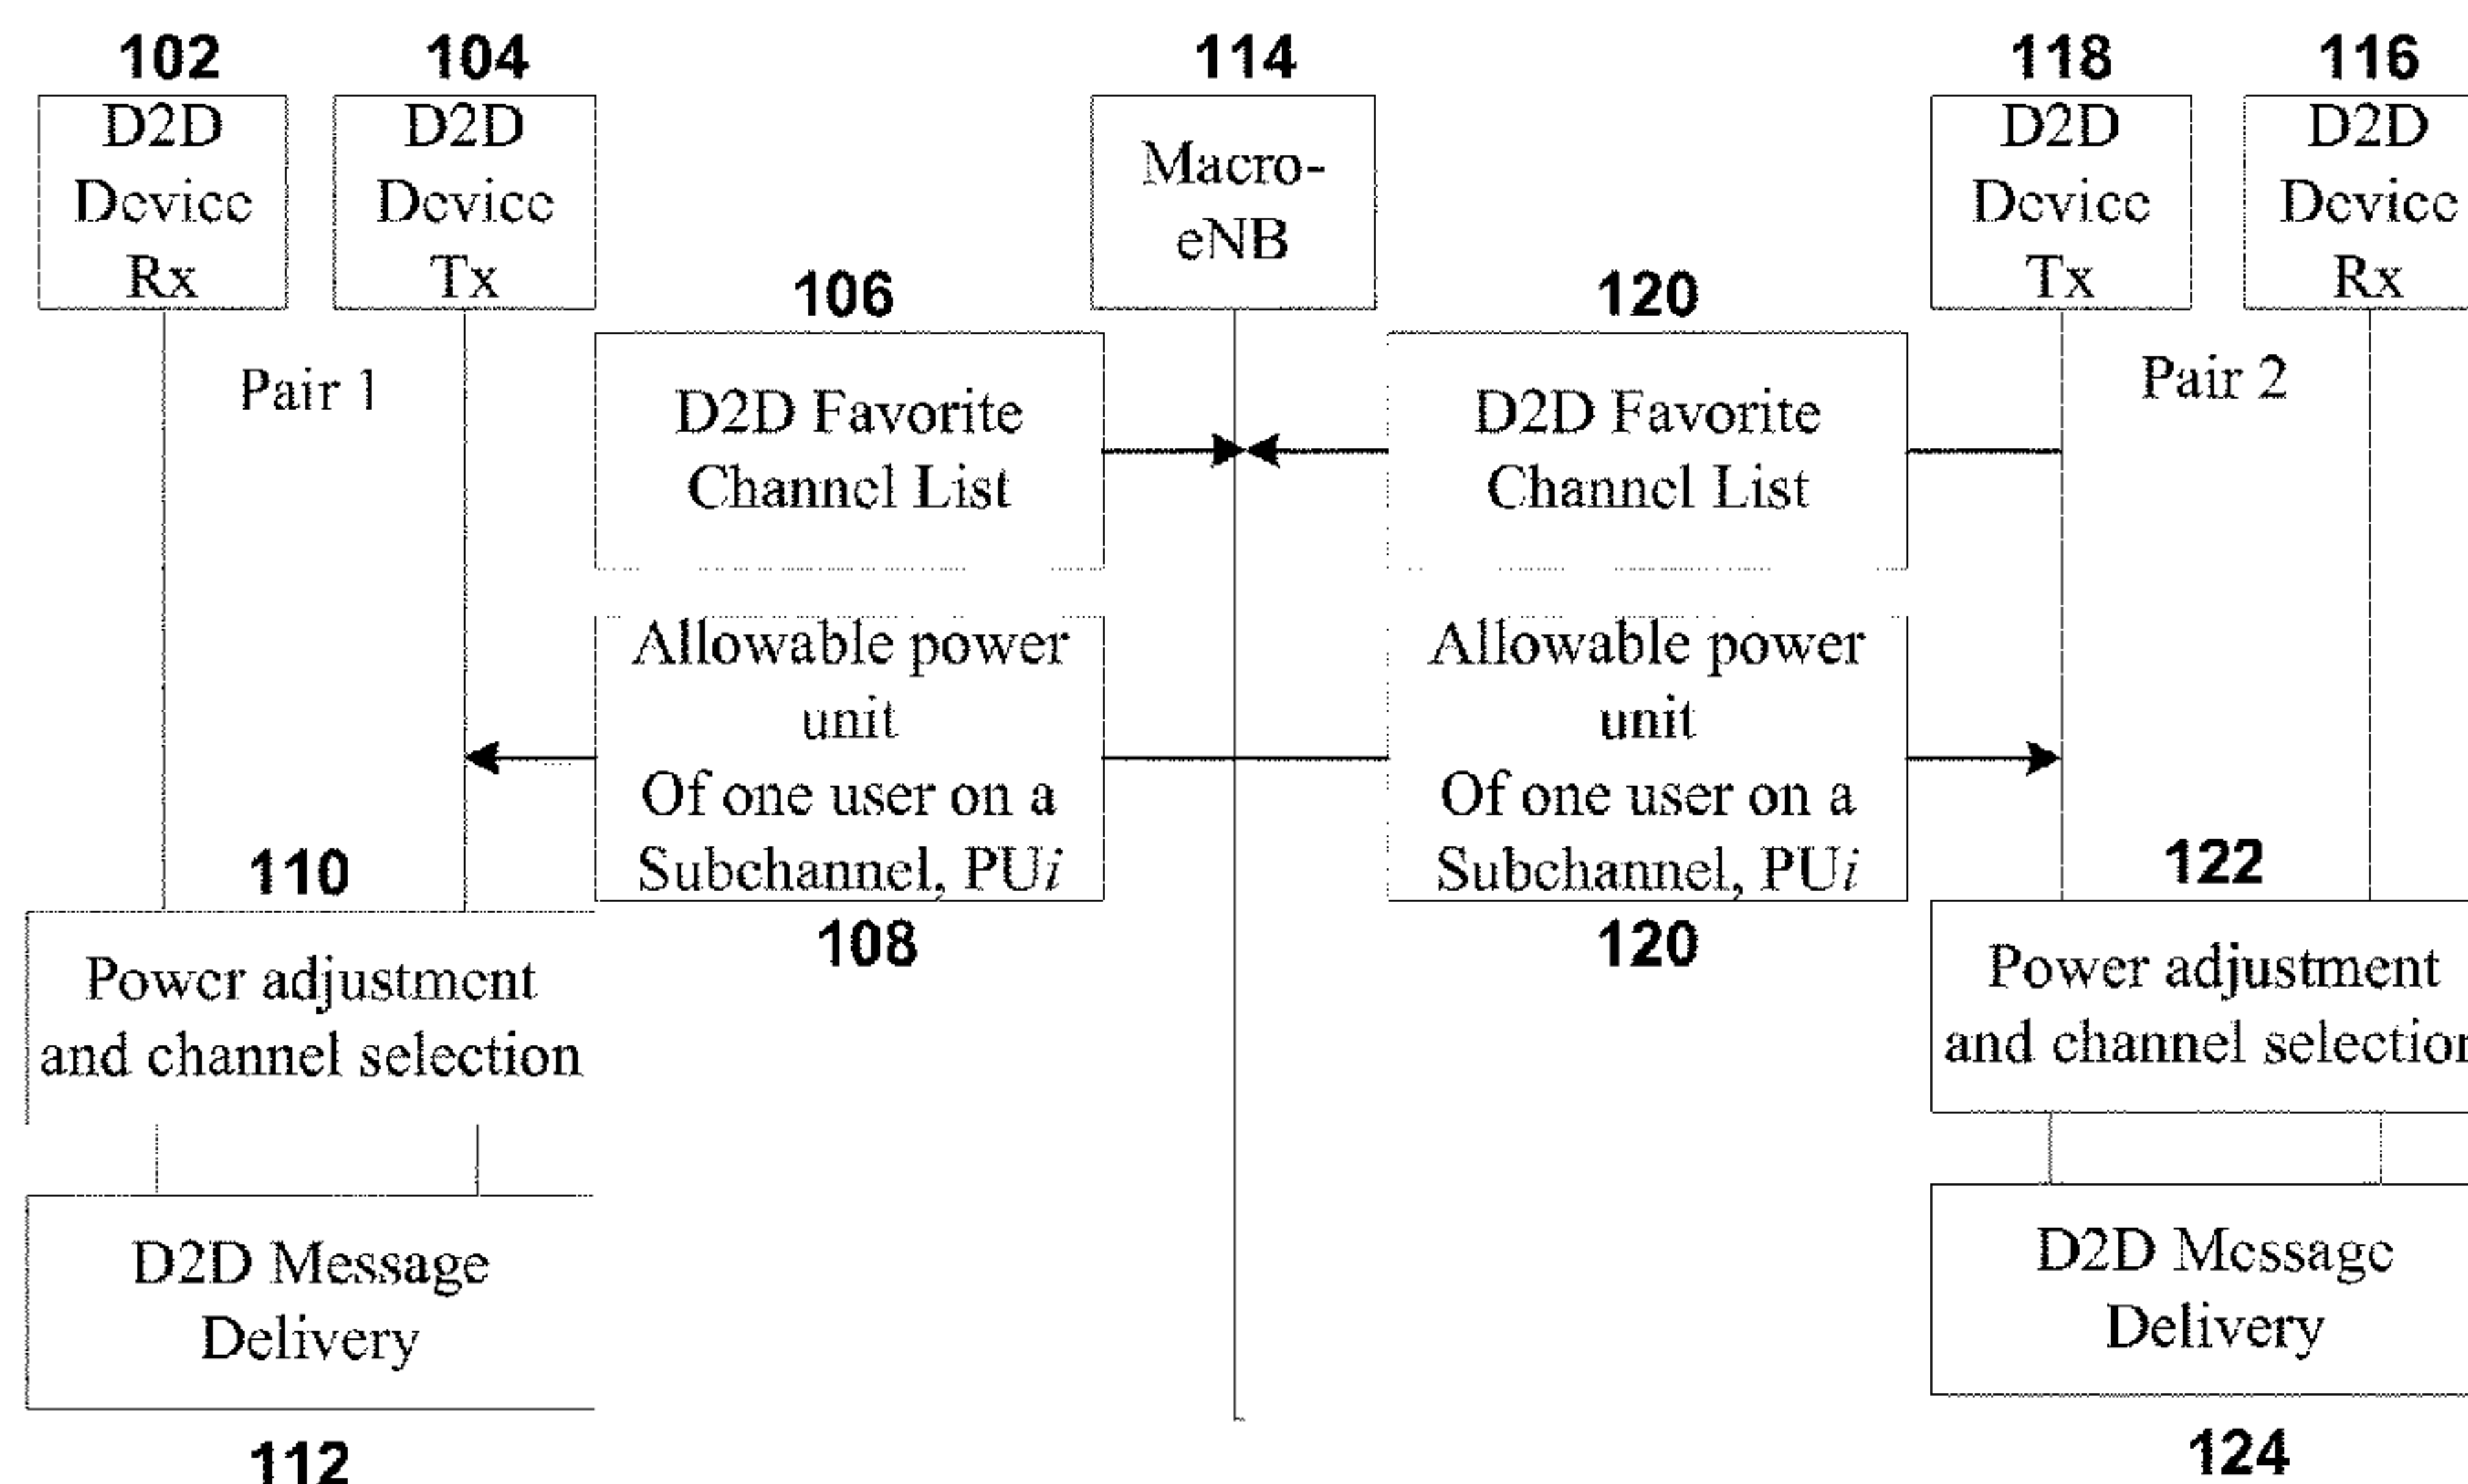 102
104
114
118
116
D2D
Device
Rx
D2D
Device
Tx
Macro-
eNB
D2D
Device
Tx
D2D
Device
Rx
106
120
Pair 1
D2D Favorite
Channel List
D2D Favorite
Channel List
Pair 2
Allowable power
unit
Of one user on a
Subchannel, PUi
Allowable power
unit
Of one user on a
Subchannel, PUi
110
108
120
122
Power adjustment
and channel selection
Power adjustment
and channel selection
D2D Message
Delivery
D2D Message
Delivery
112
124